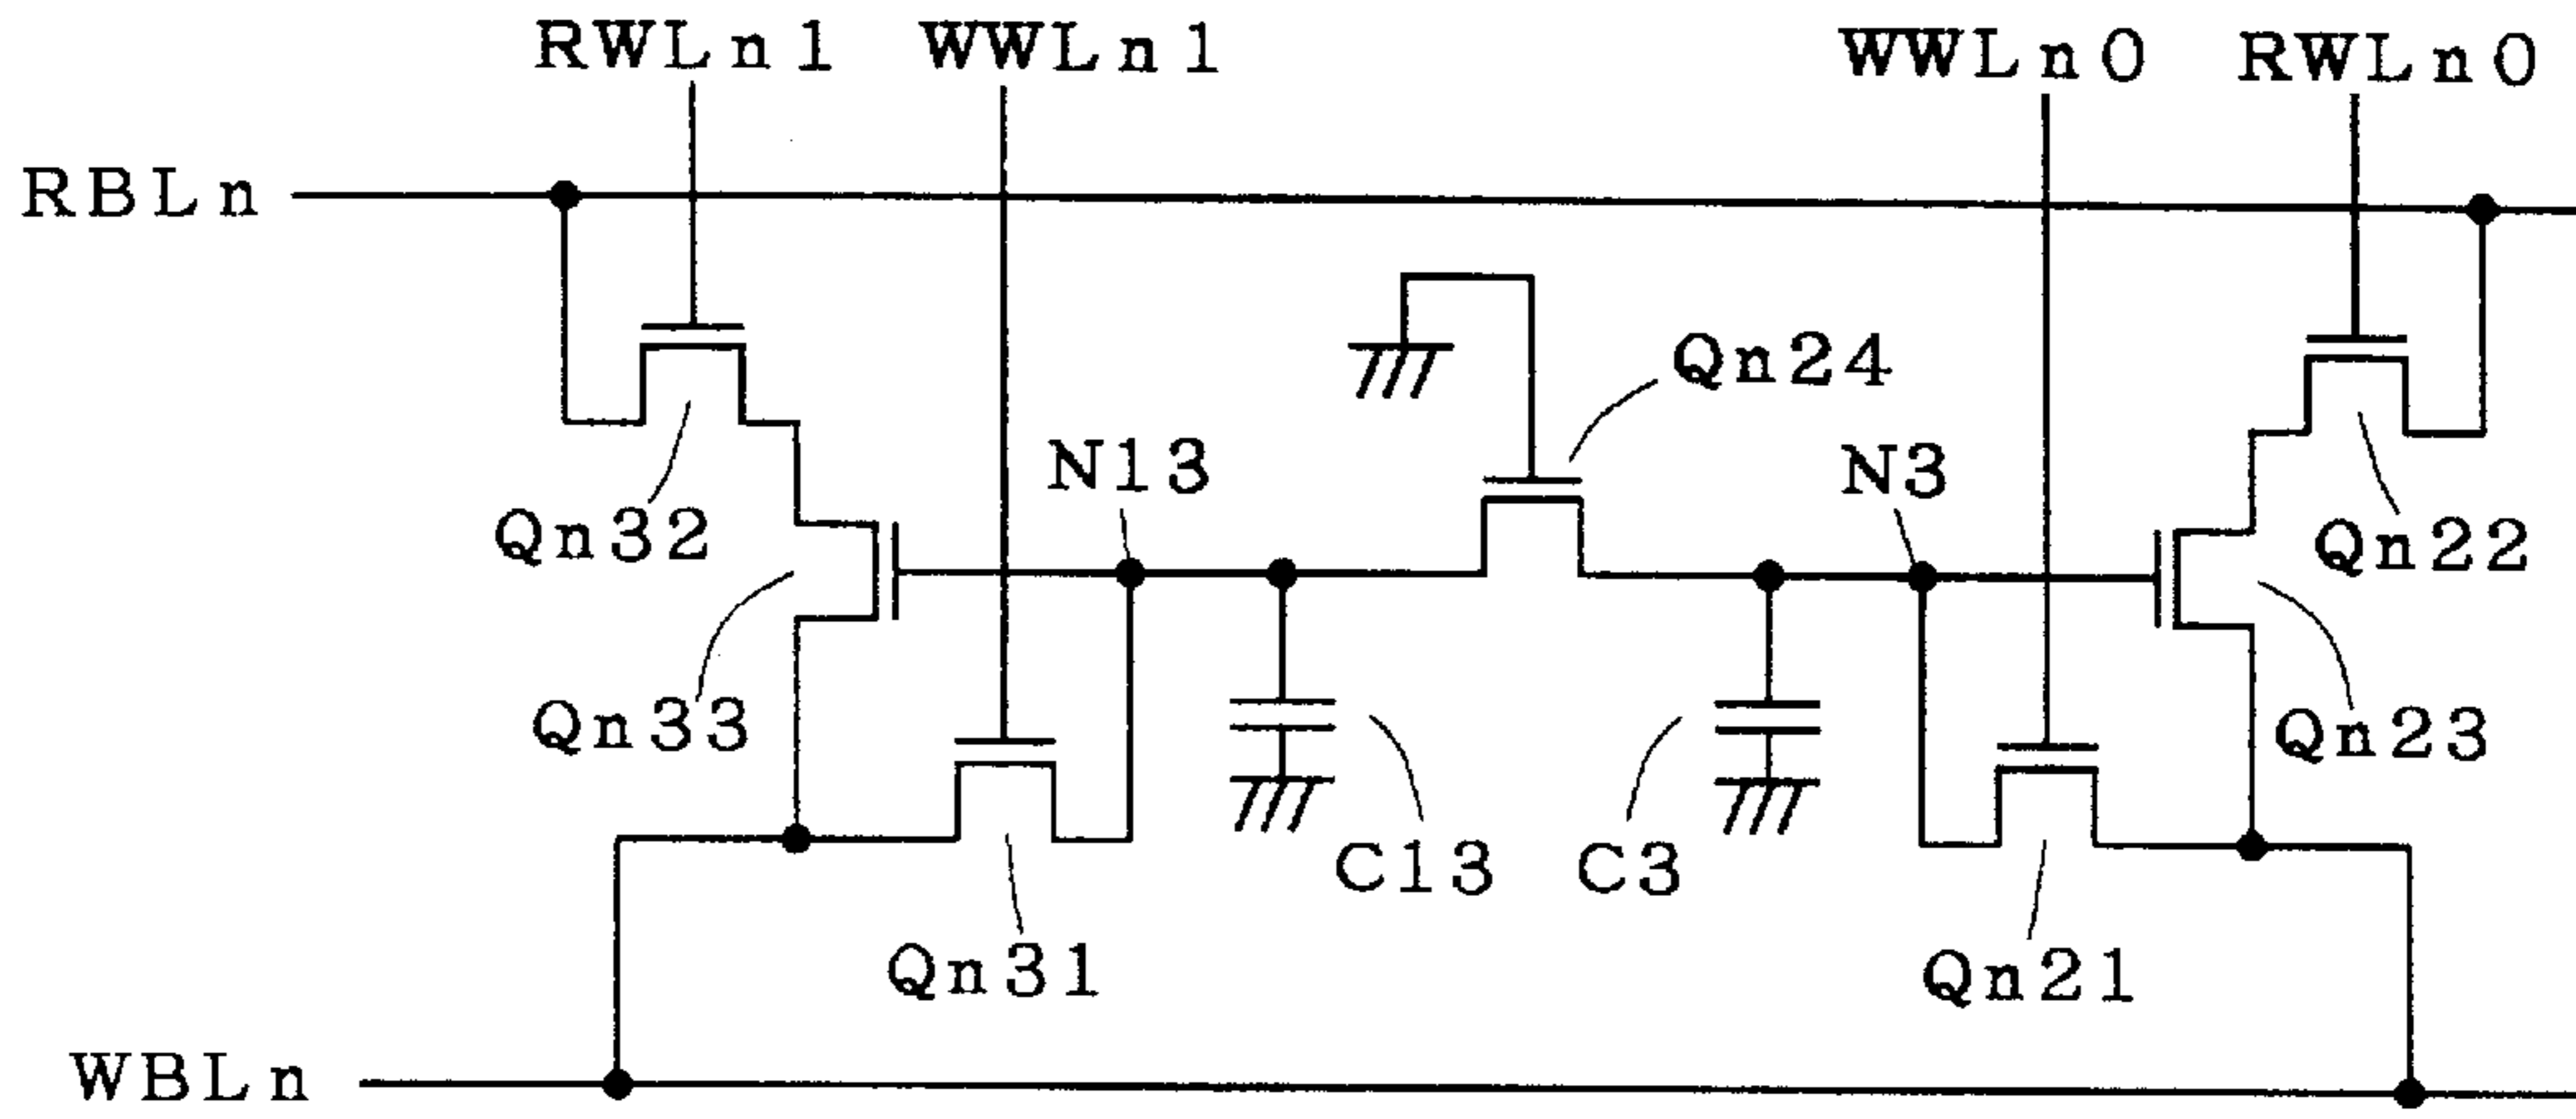 RWLn1 WWLn1 WWLn0 RWLn0
RBLn
Qn24
N13 N3
Qn32 Qn22
Qn33 Qn23
C13 C3
Qn31 Qn21
WBLn